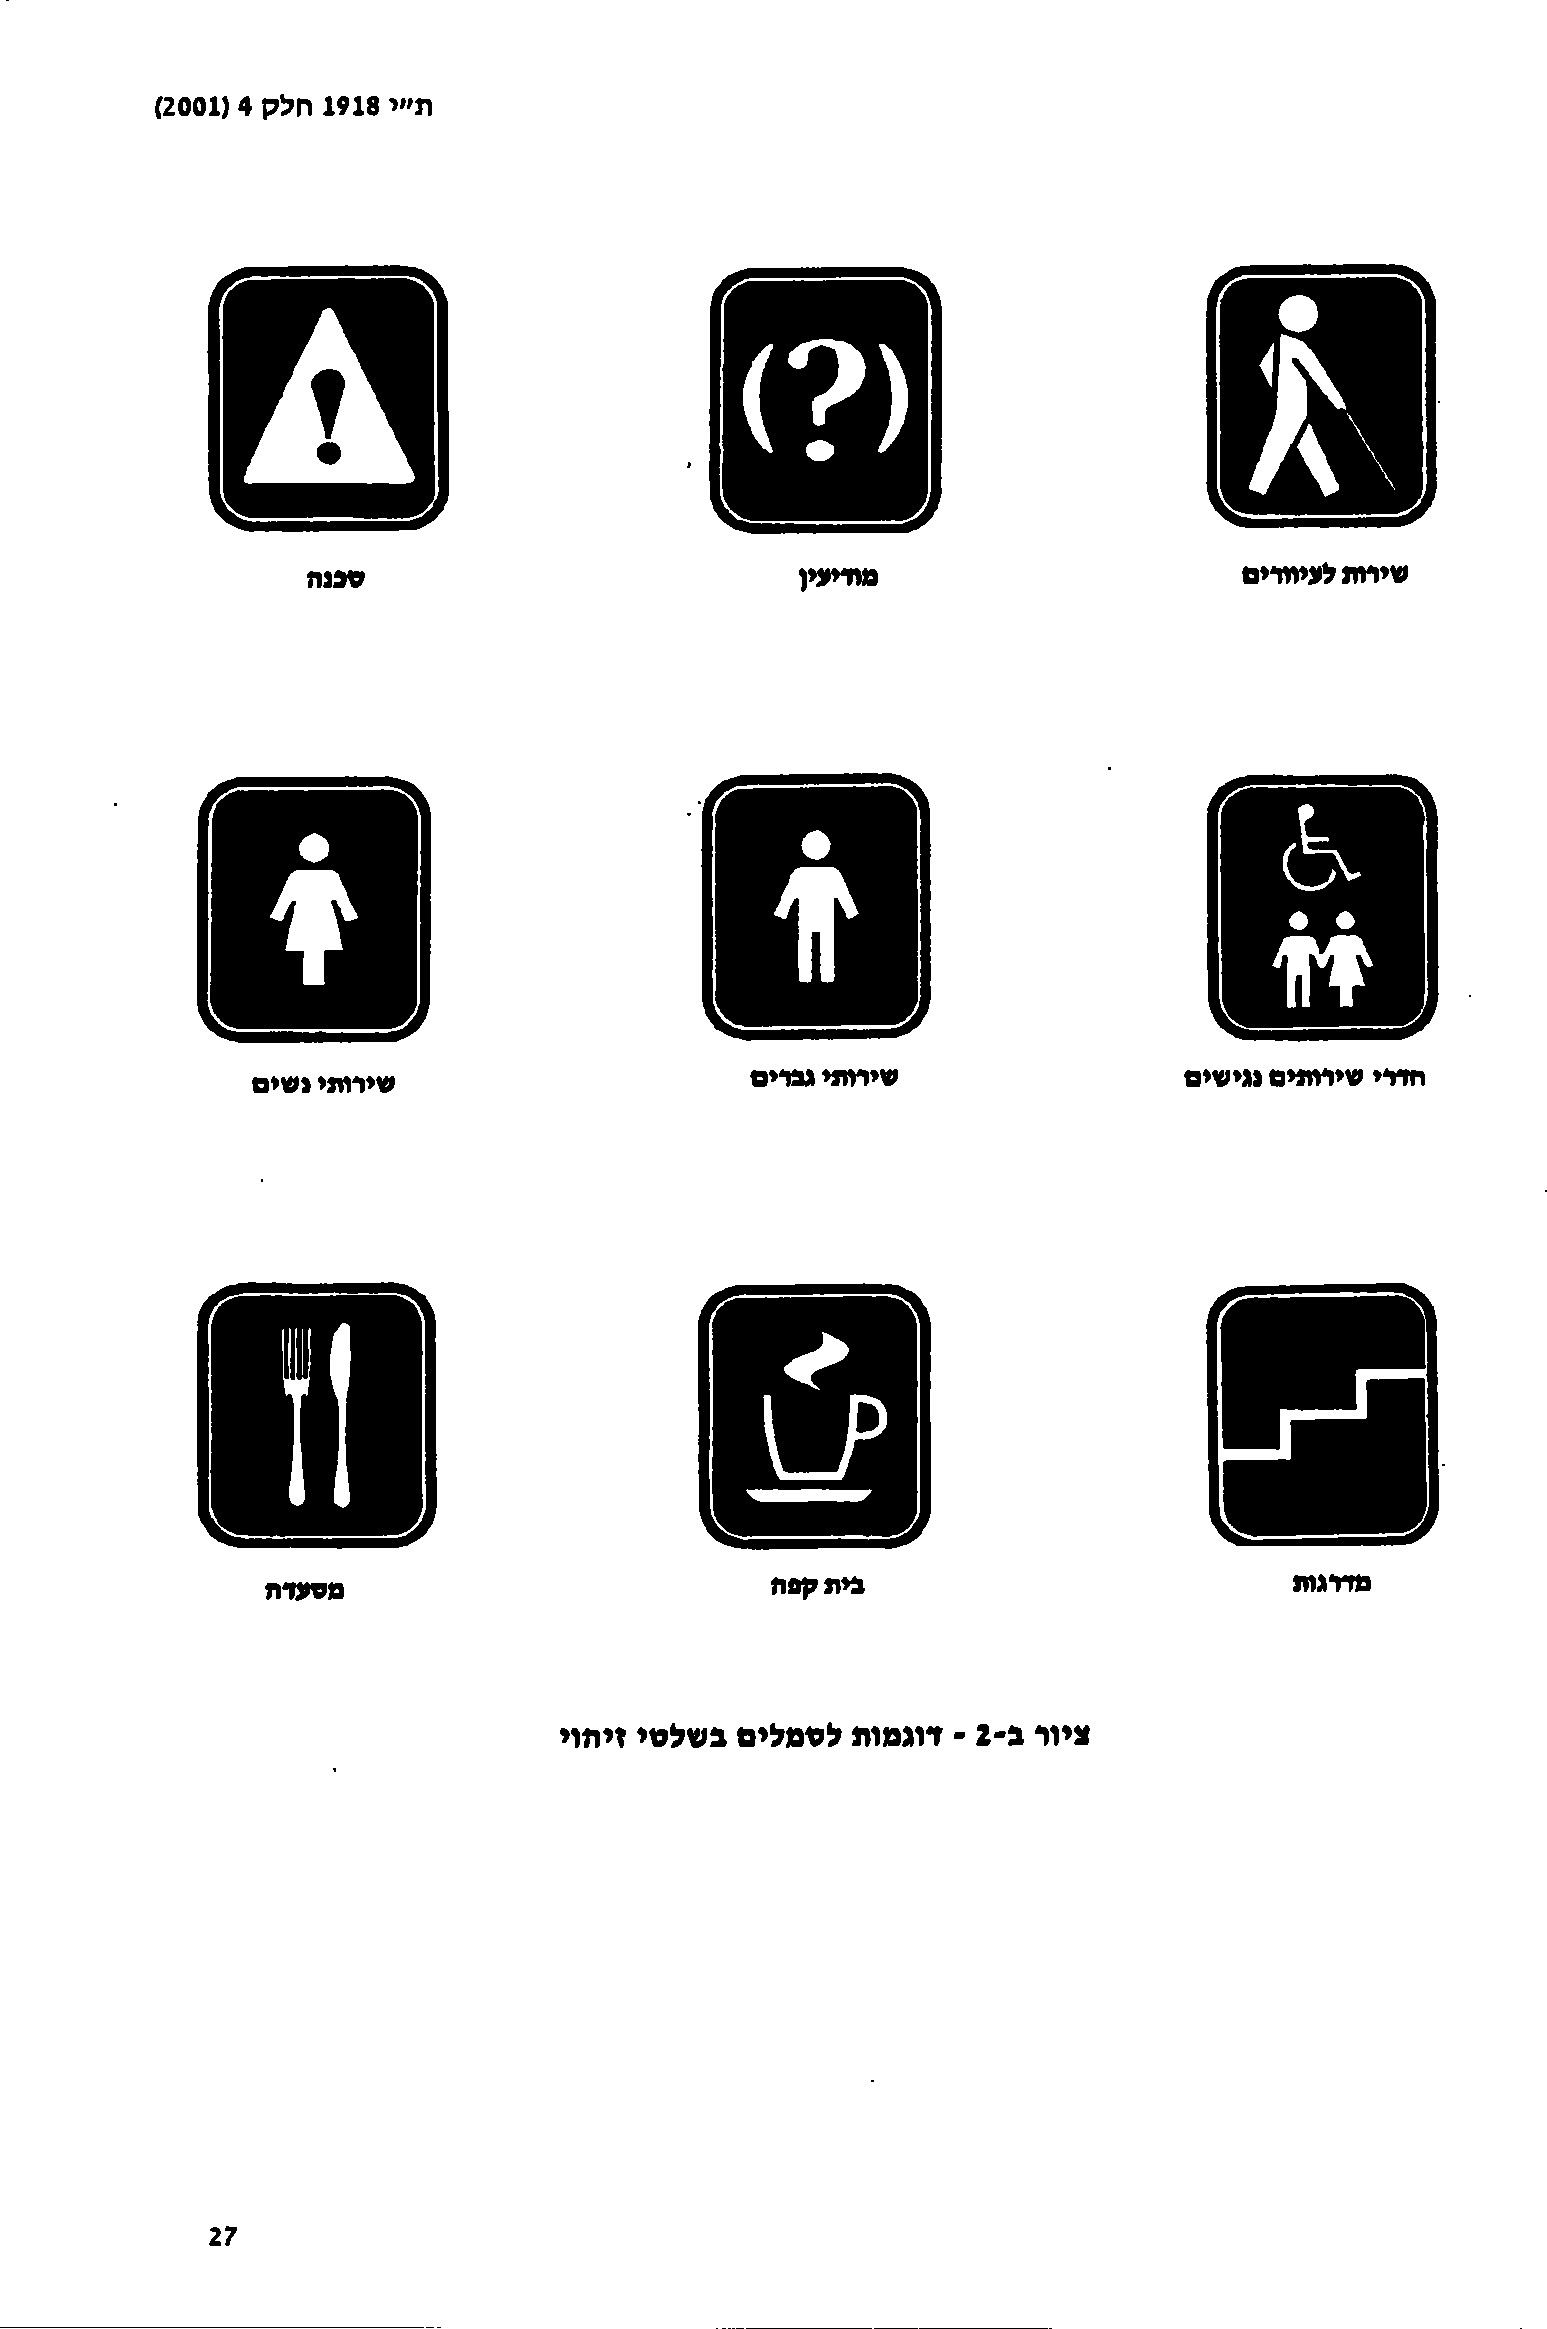 ת"י 1918 חלק 4 (2001)
(?)
שירות לעיוורים
מודיעין
סכנה
חדרי שירותים נגישים
שירותי גברים
שירותי נשים
מדרגות
בית קפה
מסעדה
ציור ב-2 - דוגמות לסמלים בשלטי זיהוי
27